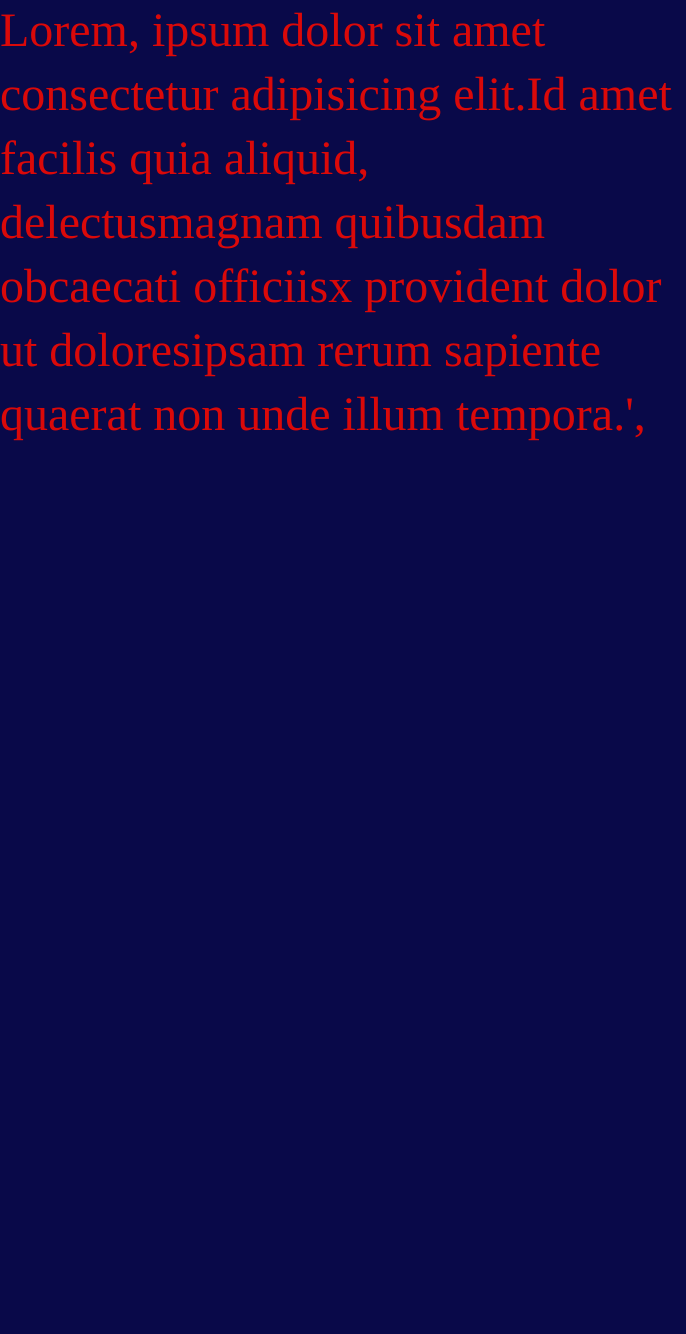 Lorem, ipsum dolor sit amet
consectetur adipisicing elit.Id amet
facilis quia aliquid,
delectusmagnam quibusdam
obcaecati officiisx provident dolor
ut doloresipsam rerum sapiente
quaerat non unde illum tempora.',